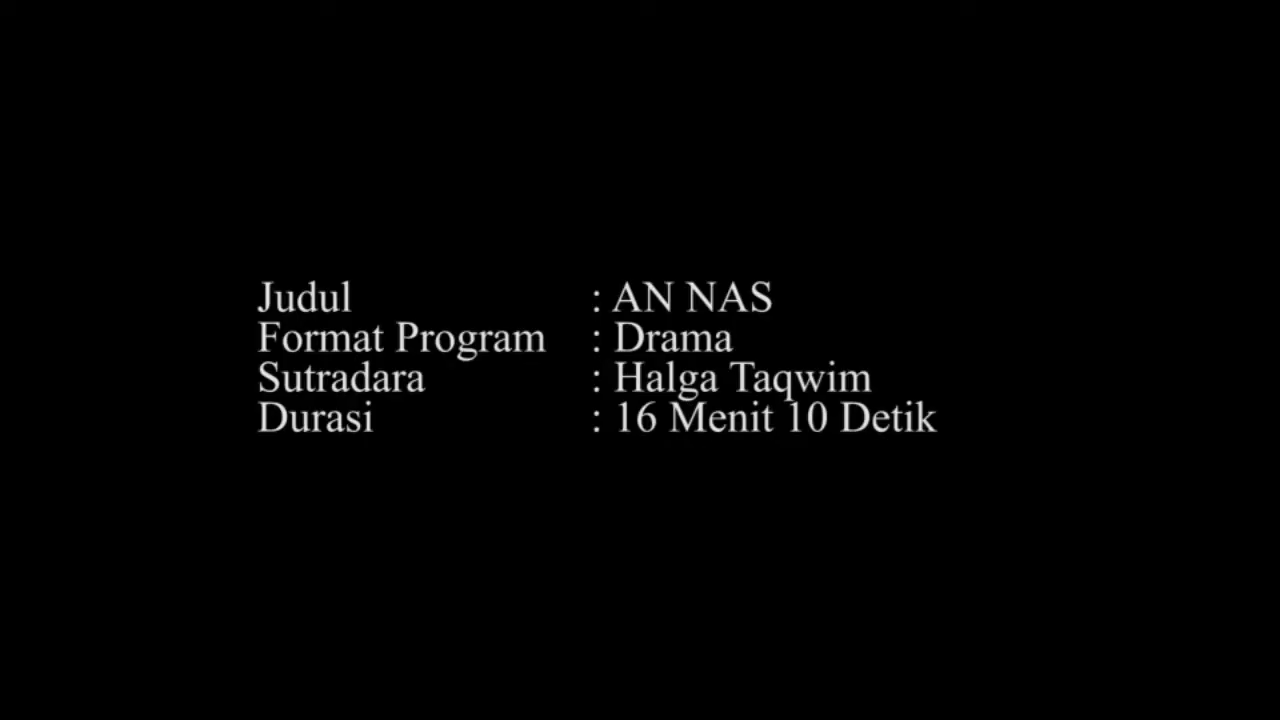 Judul : AN NAS
Format Program : Drama
Sutradara : Halga Taqwim
Durasi : 16 Menit 10 Detik